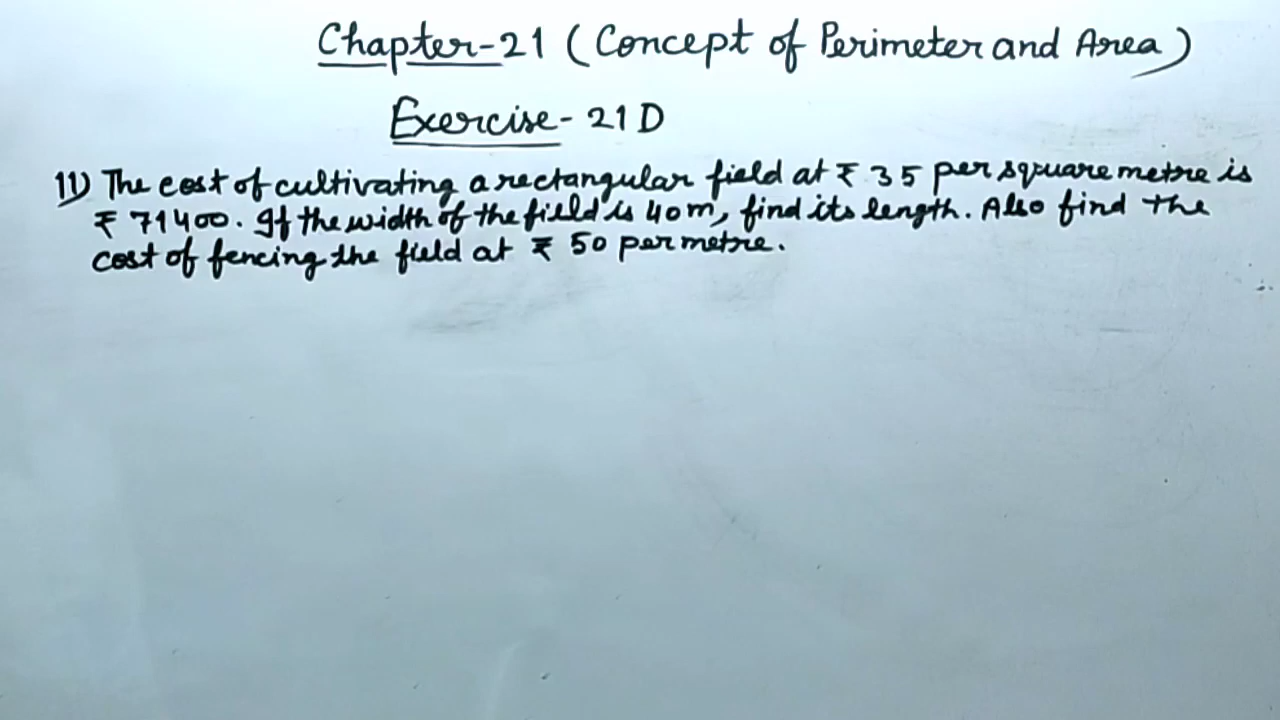 Chapter-21 (Concept of Perimeter and Area)
Exercise- 21D
11) The cost of cultivating a rectangular field at ₹ 35 per square metre is
₹ 71400. If the width of the field is 40m, find its length. Also find the
cost of fencing the field at ₹ 50 per metre.